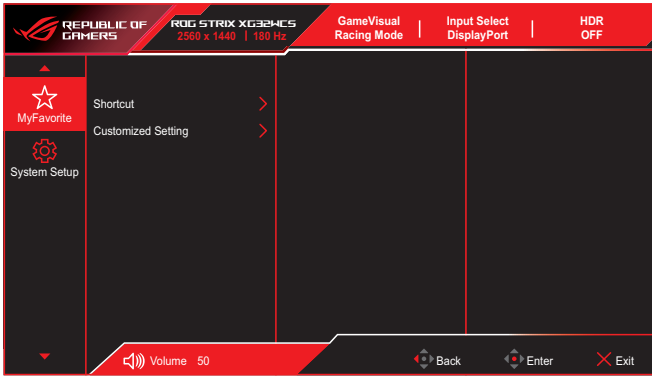 REPUBLIC OF
GAMERS
ROG STRIX XG32WCS
2560 x 1440 | 180 Hz
GameVisual
Racing Mode
Input Select
DisplayPort
HDR
OFF
MyFavorite
System Setup
Shortcut
Customized Setting
Volume 50
Back
Enter
Exit